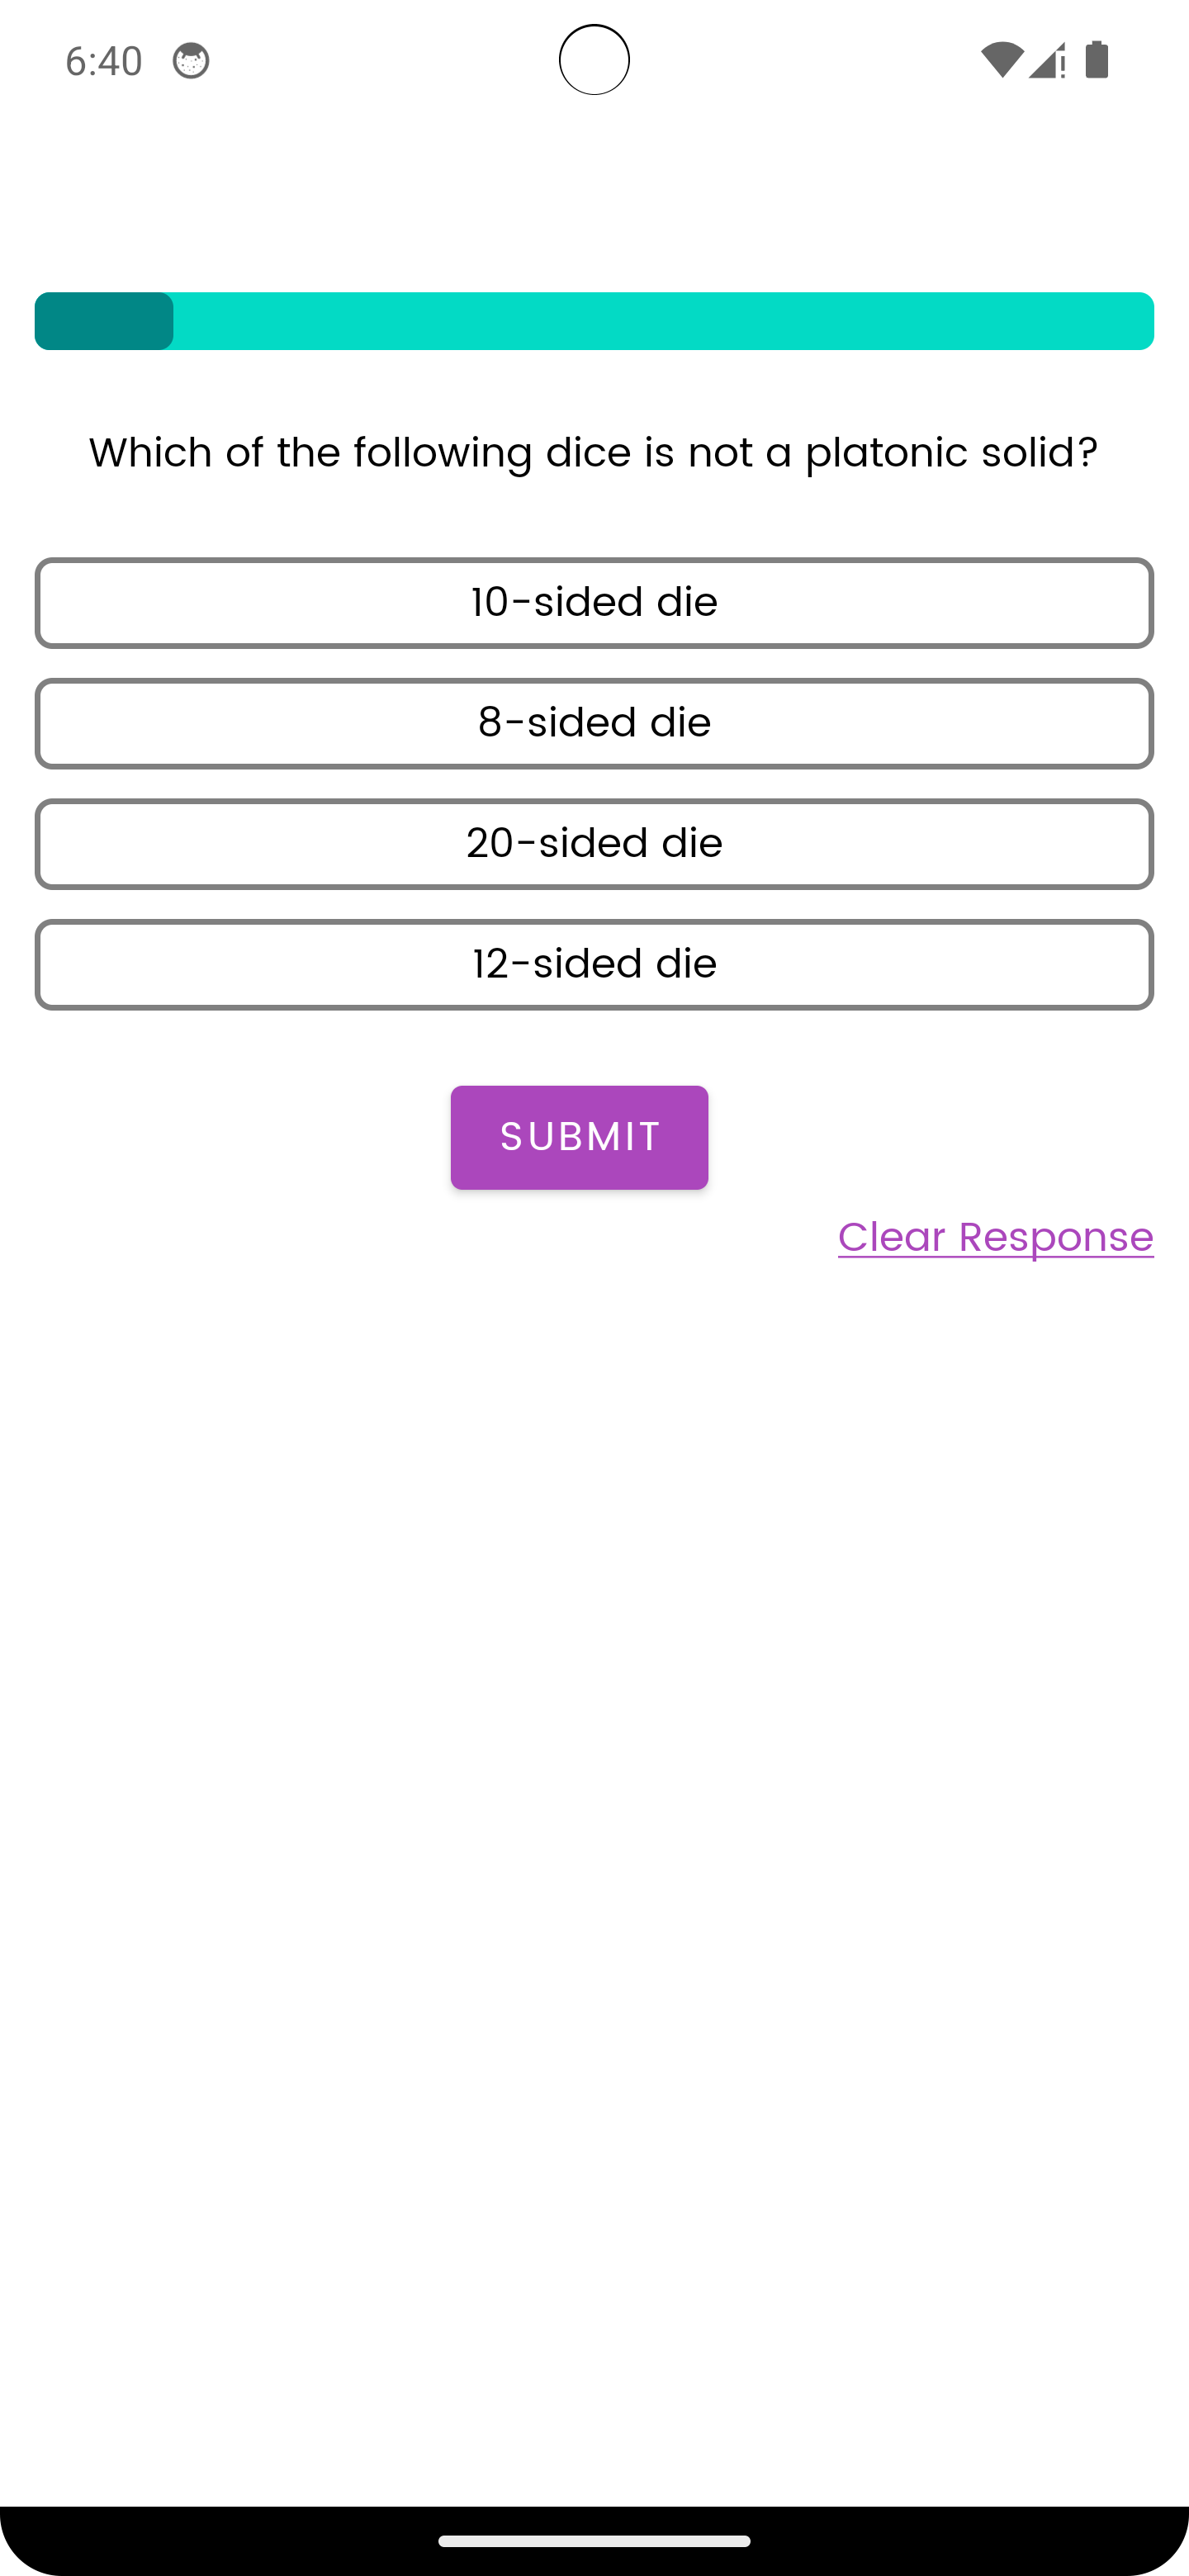 6:40
Which of the following dice is not a platonic solid?
10-sided die
8-sided die
20-sided die
12-sided die
SUBMIT
Clear Response